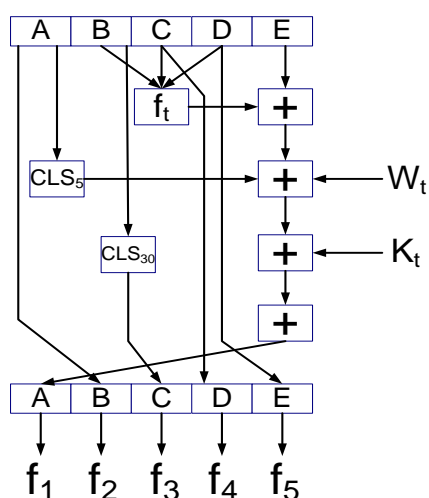 A B C D E
fₜ +
CLS₅ + Wₜ
CLS₃₀ + Kₜ
+
A B C D E
f₁ f₂ f₃ f₄ f₅